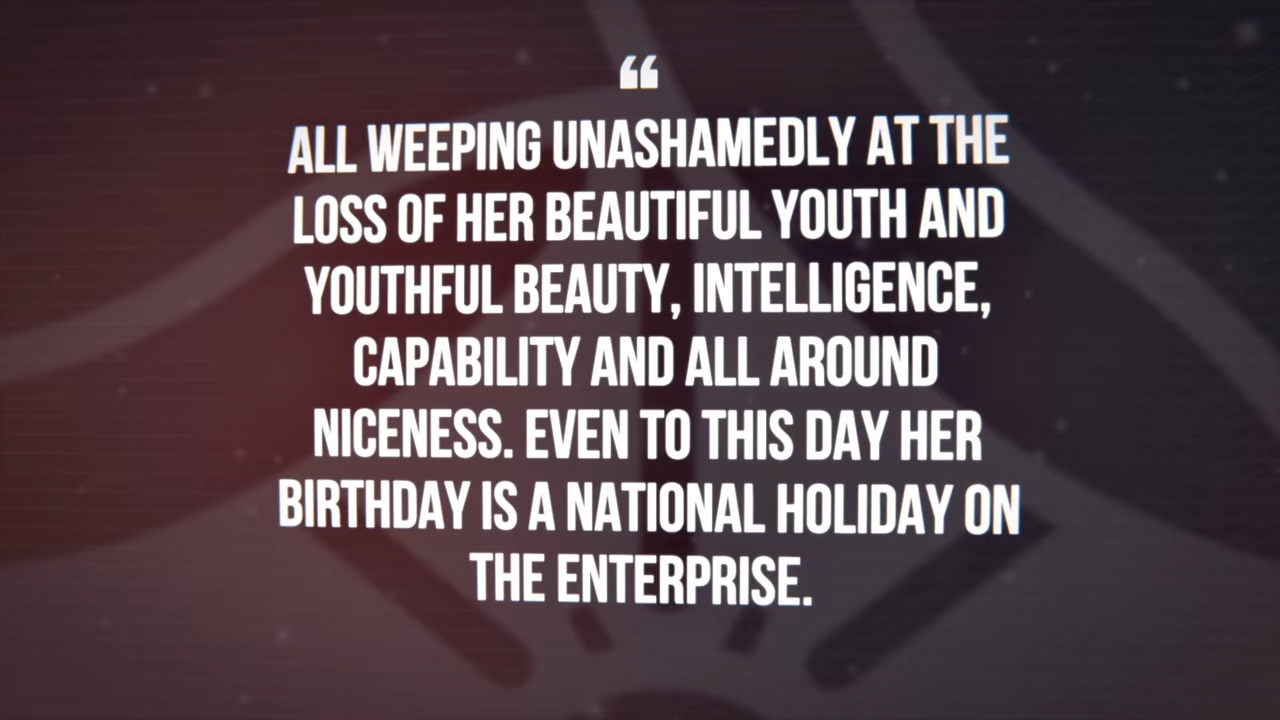 “
ALL WEEPING UNASHAMEDLY AT THE
LOSS OF HER BEAUTIFUL YOUTH AND
YOUTHFUL BEAUTY, INTELLIGENCE,
CAPABILITY AND ALL AROUND
NICENESS. EVEN TO THIS DAY HER
BIRTHDAY IS A NATIONAL HOLIDAY ON
THE ENTERPRISE.